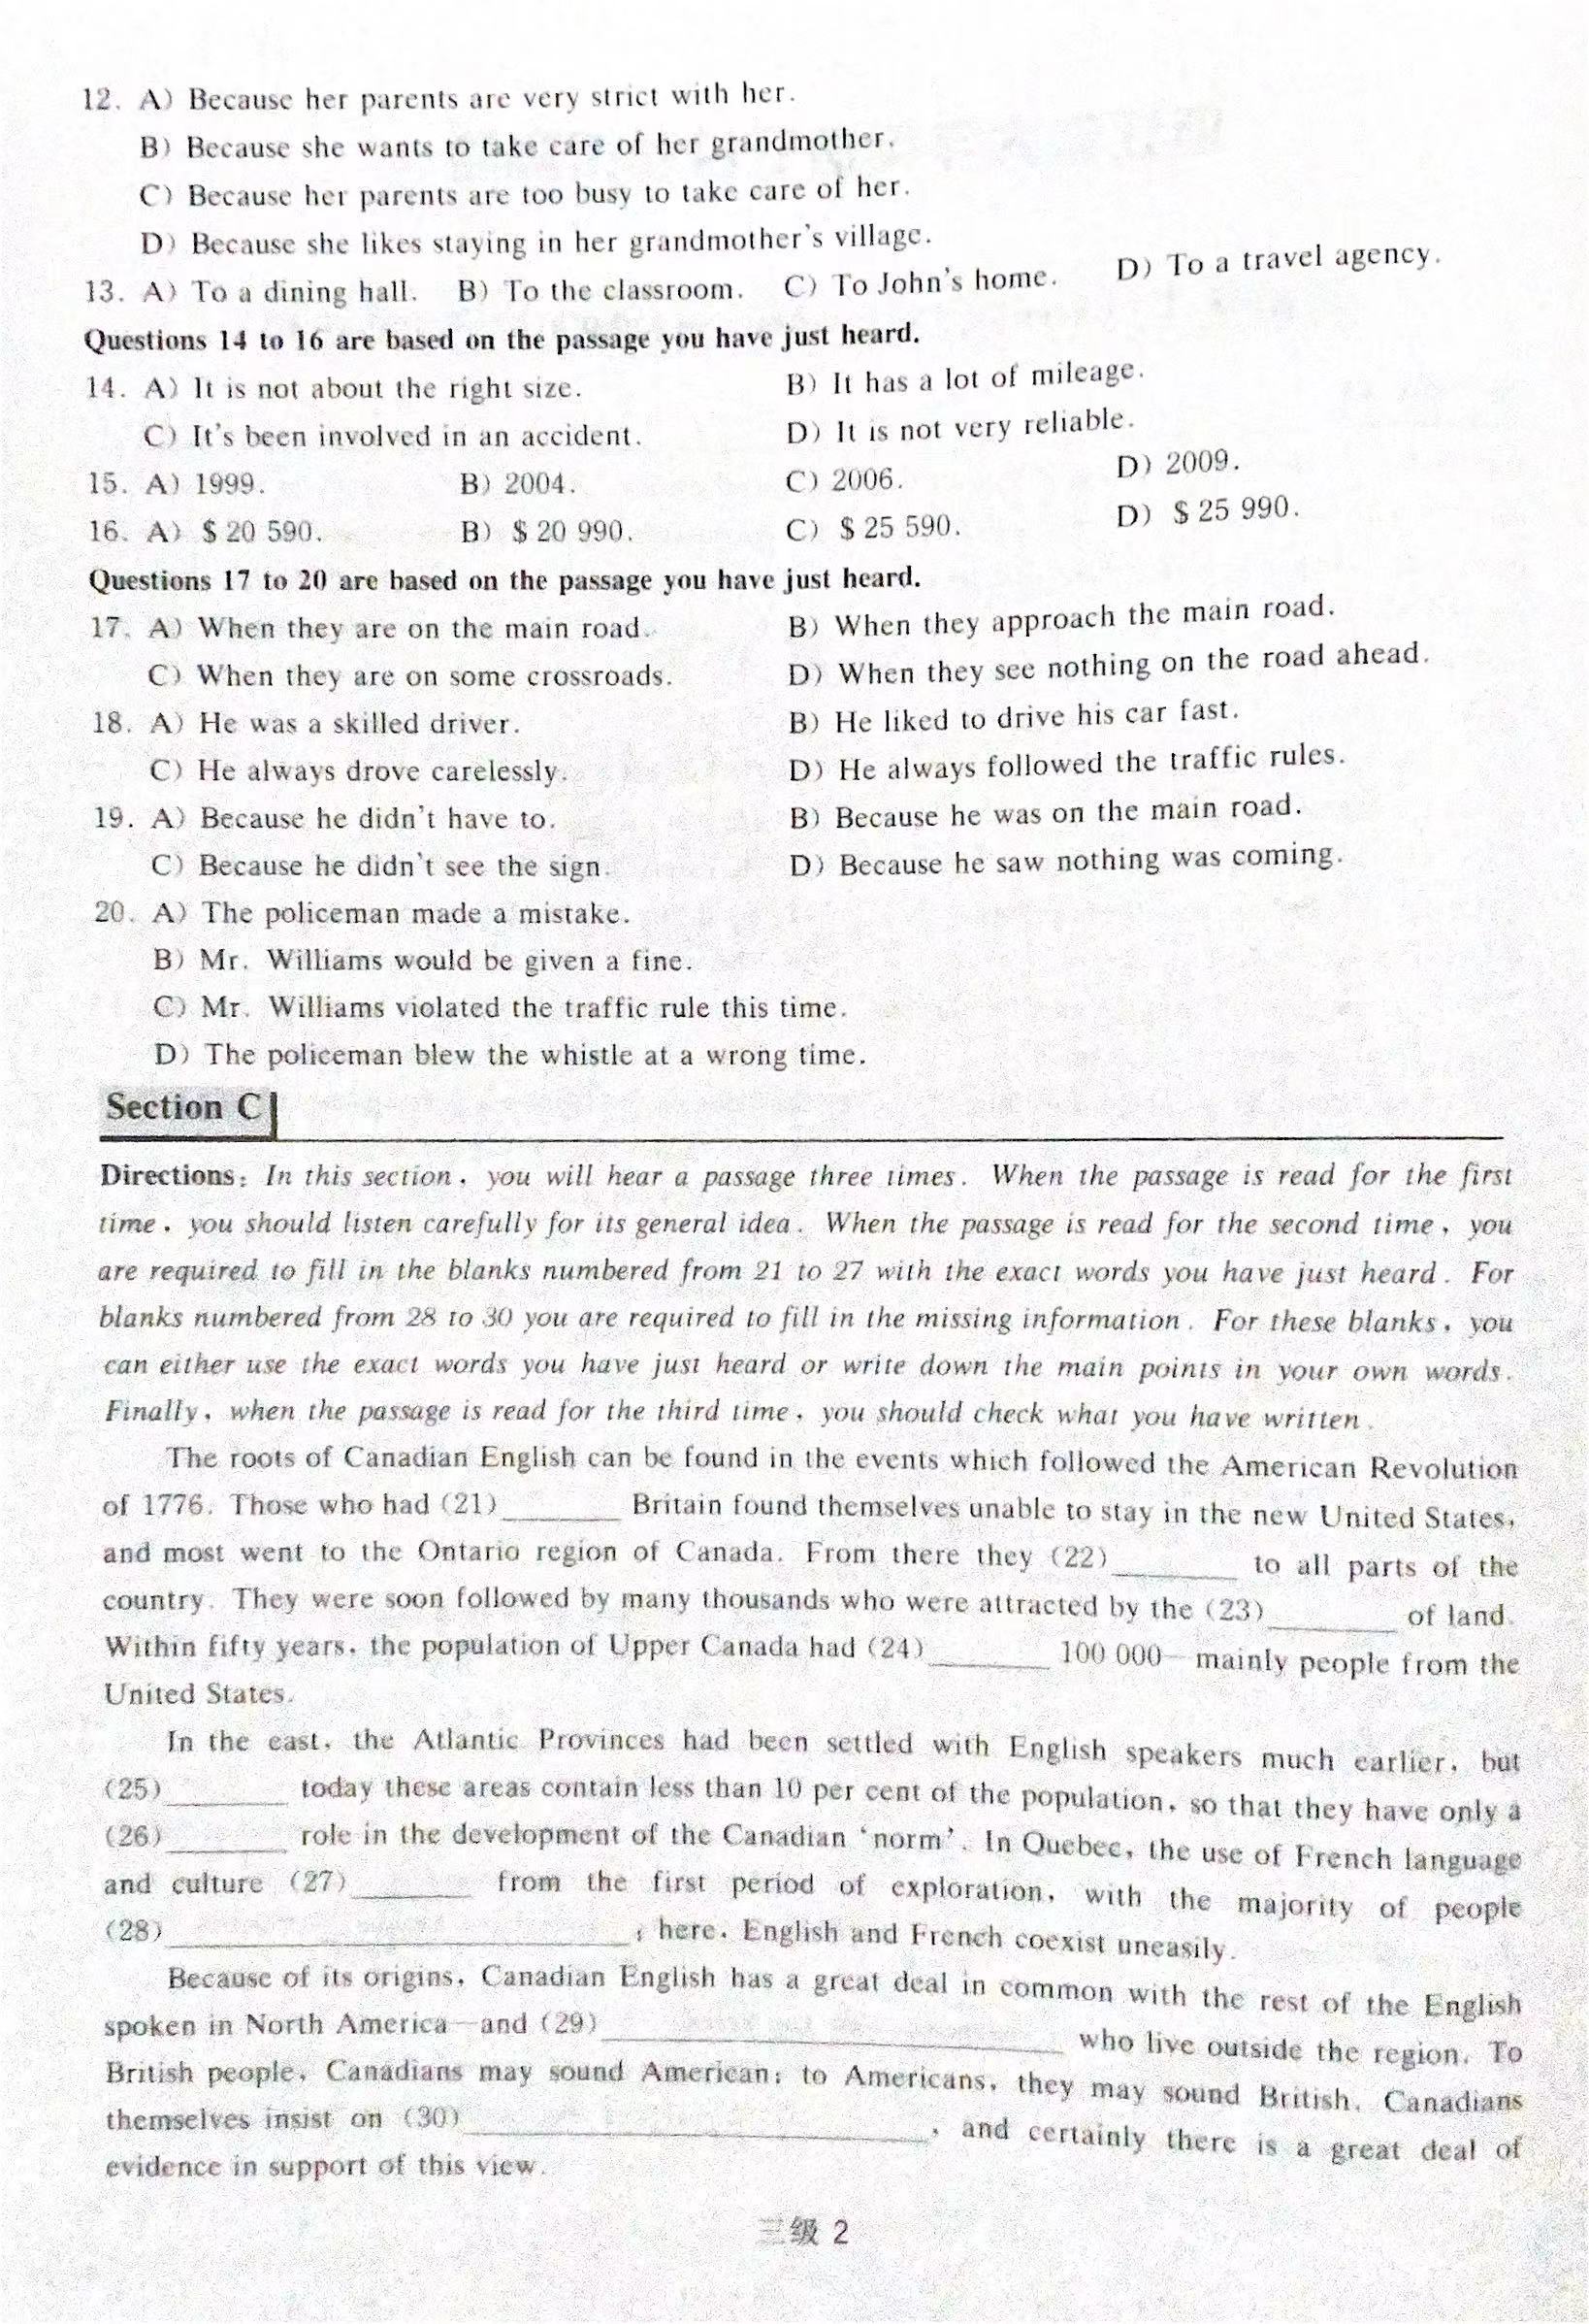 12. A) Because her parents are very strict with her.
B) Because she wants to take care of her grandmother.
C) Because her parents are too busy to take care of her.
D) Because she likes staying in her grandmother's village.
13. A) To a dining hall. B) To the classroom. C) To John's home. D) To a travel agency.
Questions 14 to 16 are based on the passage you have just heard.
14. A) It is not about the right size. B) It has a lot of mileage.
C) It's been involved in an accident. D) It is not very reliable.
15. A) 1999. B) 2004. C) 2006. D) 2009.
16. A) $ 20 590. B) $ 20 990. C) $ 25 590. D) $ 25 990.
Questions 17 to 20 are based on the passage you have just heard.
17. A) When they are on the main road. B) When they approach the main road.
C) When they are on some crossroads. D) When they see nothing on the road ahead.
18. A) He was a skilled driver. B) He liked to drive his car fast.
C) He always drove carelessly. D) He always followed the traffic rules.
19. A) Because he didn't have to. B) Because he was on the main road.
C) Because he didn't see the sign. D) Because he saw nothing was coming.
20. A) The policeman made a mistake.
B) Mr. Williams would be given a fine.
C) Mr. Williams violated the traffic rule this time.
D) The policeman blew the whistle at a wrong time.
Section C
Directions: In this section, you will hear a passage three times. When the passage is read for the first
time, you should listen carefully for its general idea. When the passage is read for the second time, you
are required to fill in the blanks numbered from 21 to 27 with the exact words you have just heard. For
blanks numbered from 28 to 30 you are required to fill in the missing information. For these blanks, you
can either use the exact words you have just heard or write down the main points in your own words.
Finally, when the passage is read for the third time, you should check what you have written.
The roots of Canadian English can be found in the events which followed the American Revolution
of 1776. Those who had (21)________ Britain found themselves unable to stay in the new United States,
and most went to the Ontario region of Canada. From there they (22)________ to all parts of the
country. They were soon followed by many thousands who were attracted by the (23)________ of land.
Within fifty years, the population of Upper Canada had (24)________ 100 000—mainly people from the
United States.
In the east, the Atlantic Provinces had been settled with English speakers much earlier, but
(25)________ today these areas contain less than 10 per cent of the population, so that they have only a
(26)________ role in the development of the Canadian 'norm'. In Quebec, the use of French language
and culture (27)________ from the first period of exploration, with the majority of people
(28)______________________________; here, English and French coexist uneasily.
Because of its origins, Canadian English has a great deal in common with the rest of the English
spoken in North America—and (29)______________________________ who live outside the region. To
British people, Canadians may sound American; to Americans, they may sound British. Canadians
themselves insist on (30)______________________________, and certainly there is a great deal of
evidence in support of this view.
三级 2